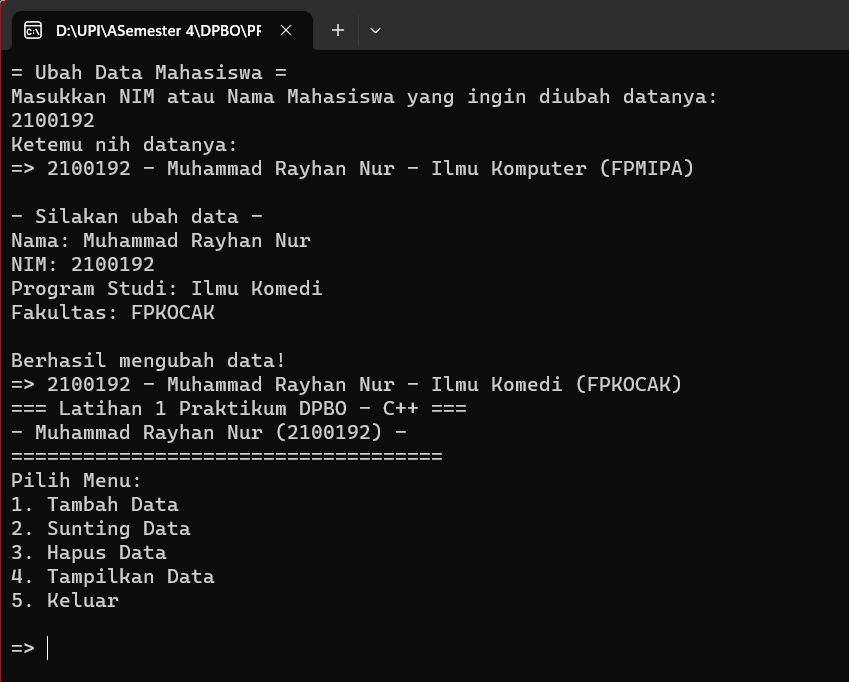 D:\UPI\ASemester 4\DPBO\PF
= Ubah Data Mahasiswa =
Masukkan NIM atau Nama Mahasiswa yang ingin diubah datanya:
2100192
Ketemu nih datanya:
=> 2100192 - Muhammad Rayhan Nur - Ilmu Komputer (FPMIPA)
- Silakan ubah data -
Nama: Muhammad Rayhan Nur
NIM: 2100192
Program Studi: Ilmu Komedi
Fakultas: FPKOCAK
Berhasil mengubah data!
=> 2100192 - Muhammad Rayhan Nur - Ilmu Komedi (FPKOCAK)
=== Latihan 1 Praktikum DPBO - C++ ===
- Muhammad Rayhan Nur (2100192) -
====================================
Pilih Menu:
1. Tambah Data
2. Sunting Data
3. Hapus Data
4. Tampilkan Data
5. Keluar
=>